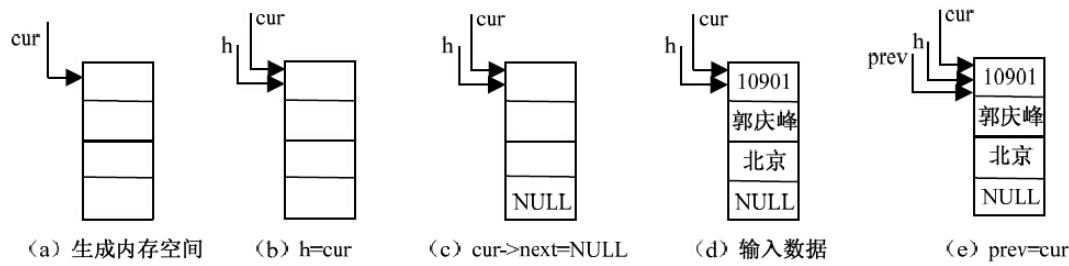 cur
h
cur
h
cur
h
cur
prev
h
cur
NULL
10901
郭庆峰
北京
NULL
10901
郭庆峰
北京
NULL
(a) 生成内存空间
(b) h=cur
(c) cur->next=NULL
(d) 输入数据
(e) prev=cur